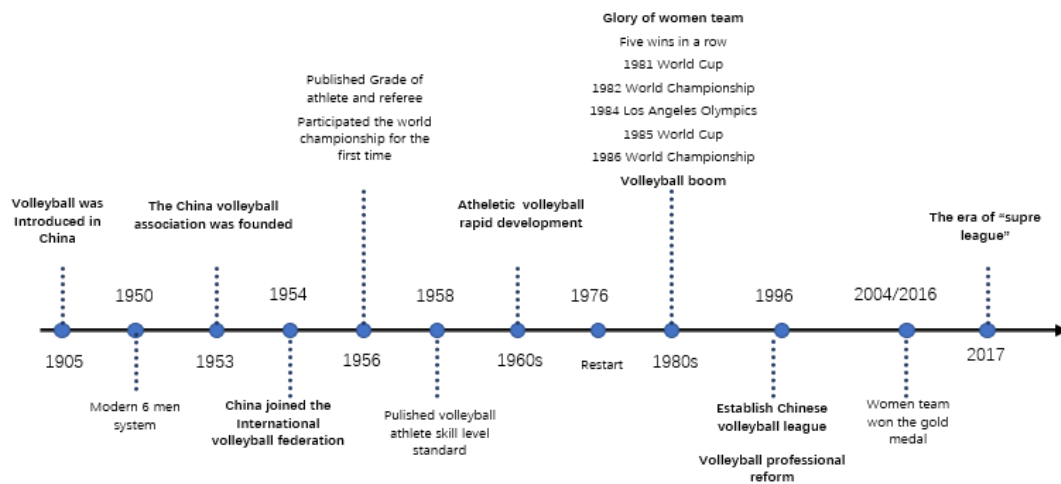 Glory of women team
Five wins in a row
1981 World Cup
1982 World Championship
1984 Los Angeles Olympics
1985 World Cup
1986 World Championship
Volleyball boom
Published Grade of
athlete and referee
Participated the world
championship for the
first time
Volleyball was
Introduced in
China
The China volleyball
association was founded
Atheletic volleyball
rapid development
The era of “supre
league”
1950
1954
1958
1976
1996
2004/2016
1905
1953
1956
1960s
Restart
1980s
2017
Modern 6 men
system
China joined the
International
volleyball federation
Pulished volleyball
athlete skill level
standard
Establish Chinese
volleyball league
Volleyball professional
reform
Women team
won the gold
medal